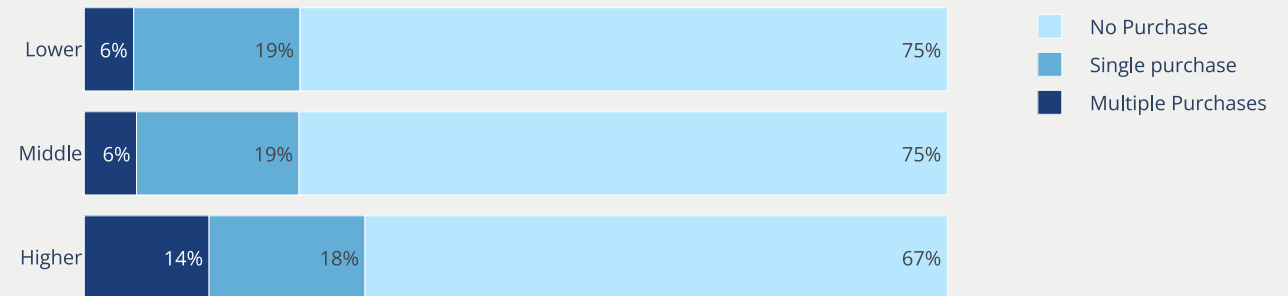 Lower 6% 19% 75%
Middle 6% 19% 75%
Higher 14% 18% 67%
No Purchase
Single purchase
Multiple Purchases